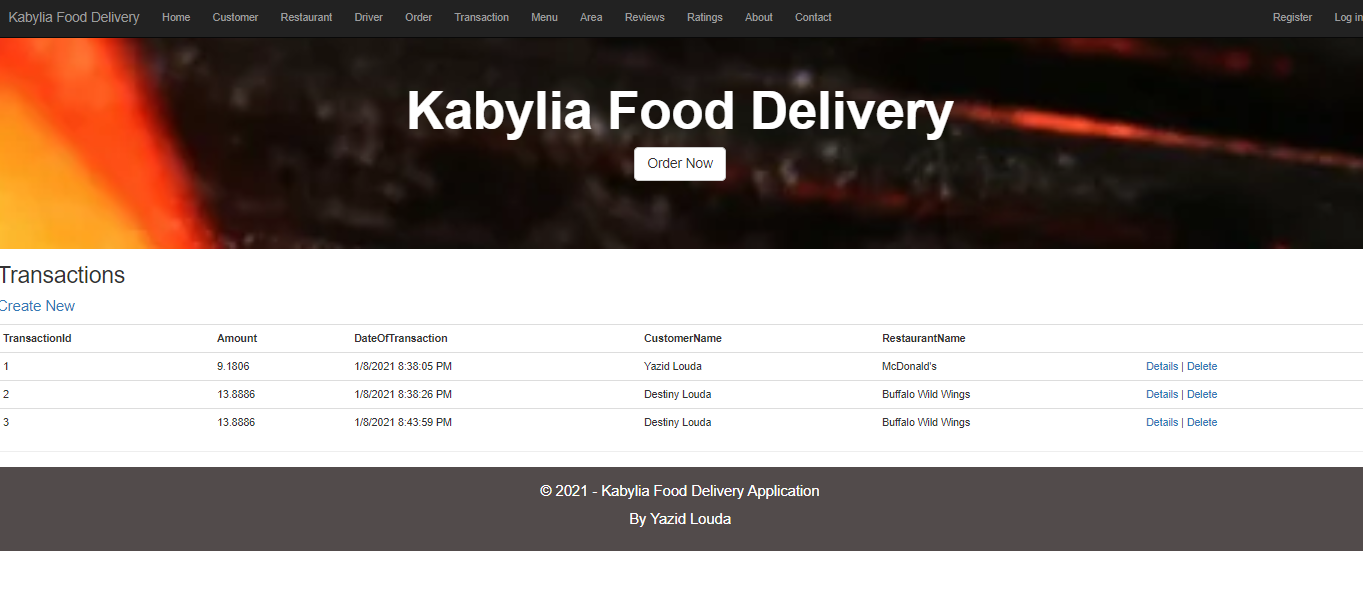 Kabylia Food Delivery Home Customer Restaurant Driver Order Transaction Menu Area Reviews Ratings About Contact Register Log in
Kabylia Food Delivery
Order Now
Transactions
Create New
TransactionId Amount DateOfTransaction CustomerName RestaurantName
1 9.1806 1/8/2021 8:38:05 PM Yazid Louda McDonald's Details | Delete
2 13.8886 1/8/2021 8:38:26 PM Destiny Louda Buffalo Wild Wings Details | Delete
3 13.8886 1/8/2021 8:43:59 PM Destiny Louda Buffalo Wild Wings Details | Delete
© 2021 - Kabylia Food Delivery Application
By Yazid Louda